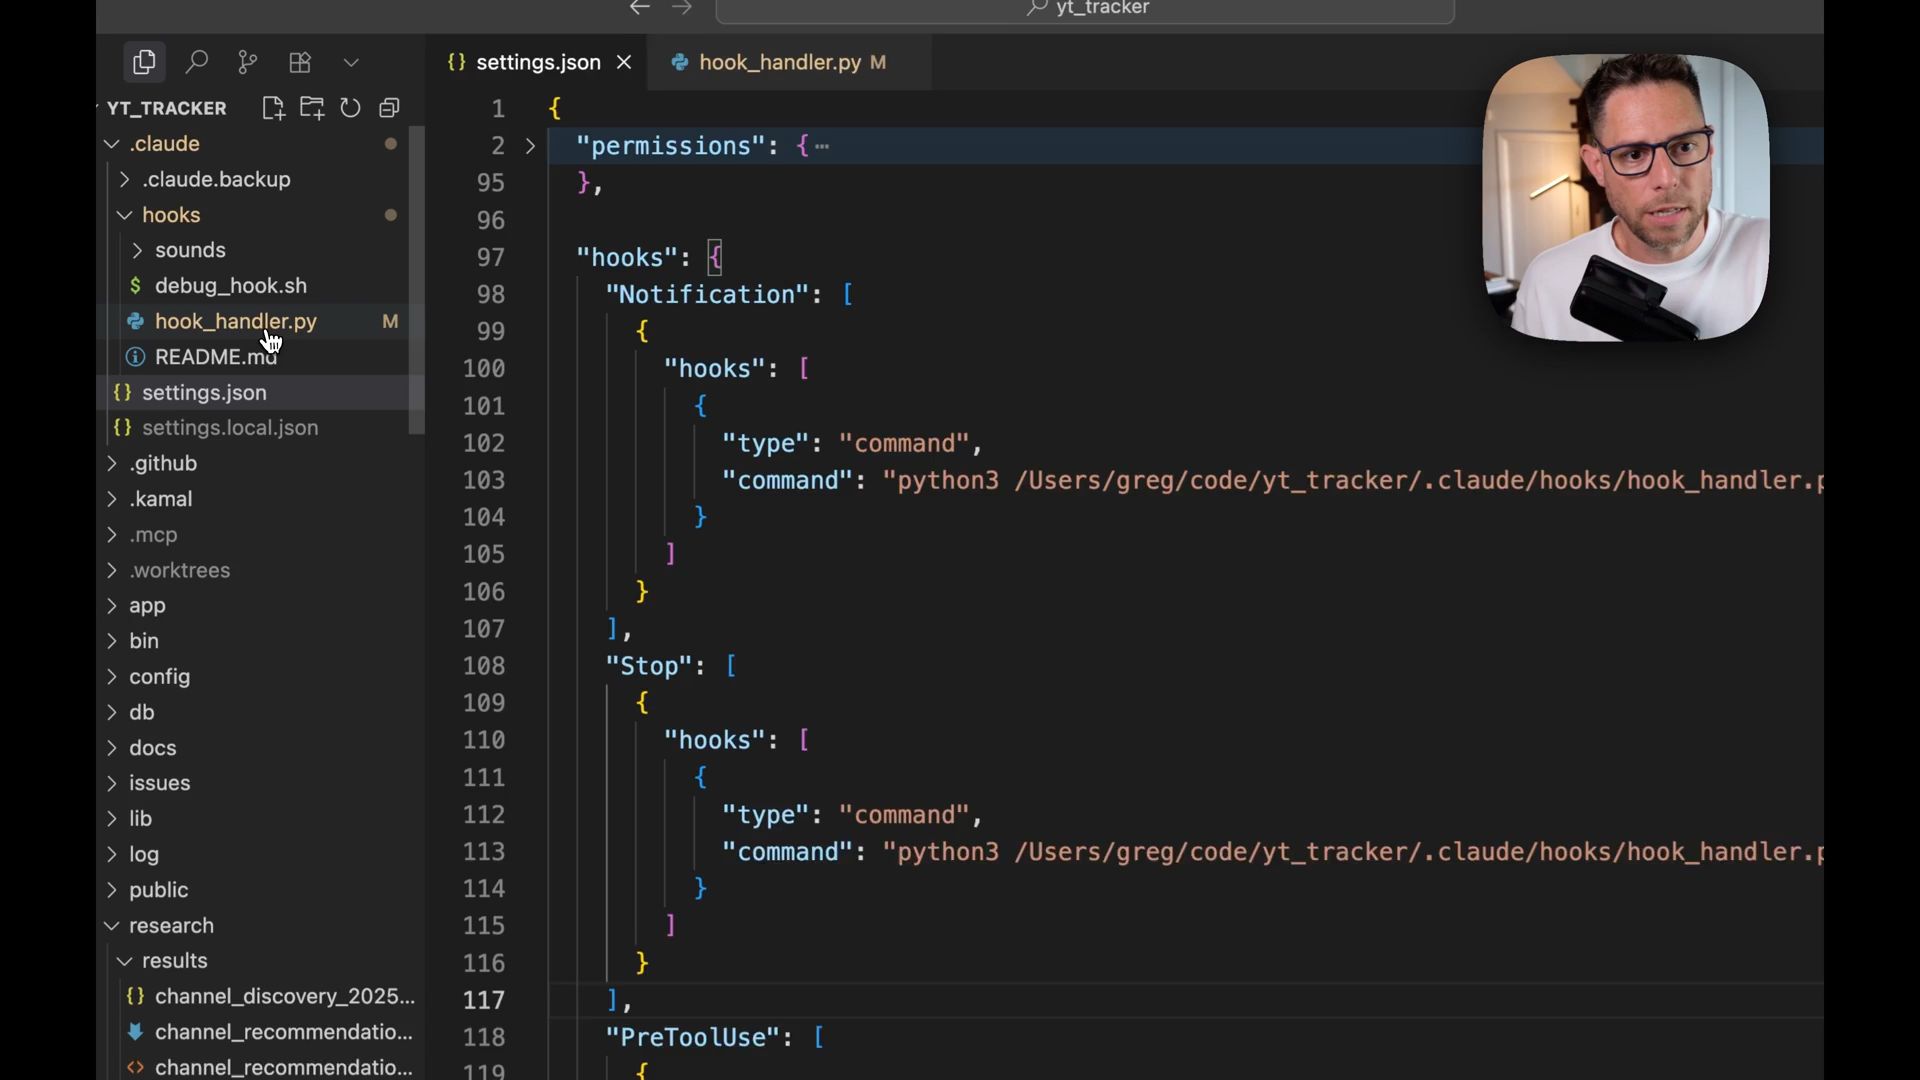 yt_tracker
settings.json
hook_handler.py M
YT_TRACKER
.claude
.claude.backup
hooks
sounds
$ debug_hook.sh
hook_handler.py M
README.md
{} settings.json
{} settings.local.json
.github
.kamal
.mcp
.worktrees
app
bin
config
db
docs
issues
lib
log
public
research
results
{} channel_discovery_2025...
channel_recommendatio...
<> channel_recommendatio...
1 {
2 "permissions": { ⋯
95 },
96
97 "hooks": {
98 "Notification": [
99 {
100 "hooks": [
101 {
102 "type": "command",
103 "command": "python3 /Users/greg/code/yt_tracker/.claude/hooks/hook_handler.p
104 }
105 ]
106 }
107 ],
108 "Stop": [
109 {
110 "hooks": [
111 {
112 "type": "command",
113 "command": "python3 /Users/greg/code/yt_tracker/.claude/hooks/hook_handler.p
114 }
115 ]
116 }
117 ],
118 "PreToolUse": [
119 {